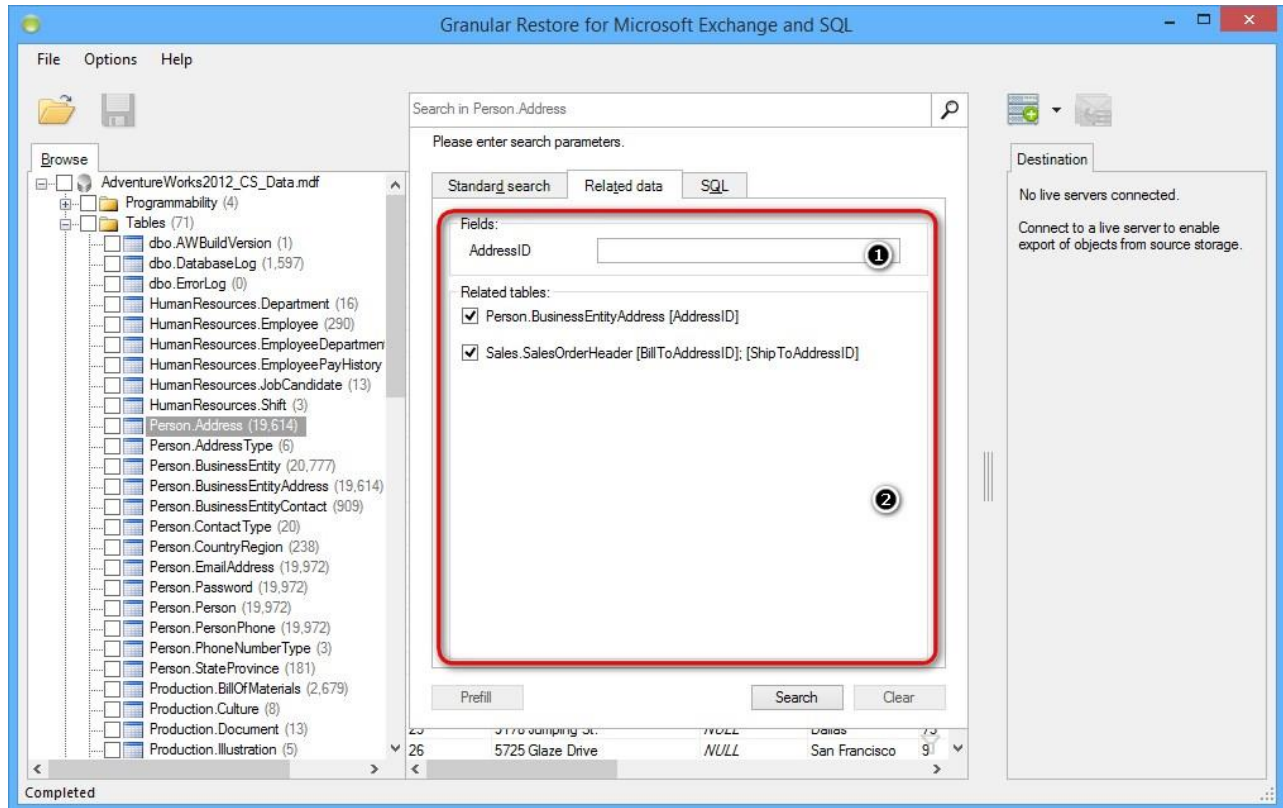 Granular Restore for Microsoft Exchange and SQL
File Options Help
Search in Person.Address
Please enter search parameters.
Browse
AdventureWorks2012_CS_Data.mdf
Programmability (4)
Tables (71)
dbo.AWBuildVersion (1)
dbo.DatabaseLog (1,597)
dbo.ErrorLog (0)
HumanResources.Department (16)
HumanResources.Employee (290)
HumanResources.EmployeeDepartmen
HumanResources.EmployeePayHistory
HumanResources.JobCandidate (13)
HumanResources.Shift (3)
Person.Address (19,614)
Person.AddressType (6)
Person.BusinessEntity (20,777)
Person.BusinessEntityAddress (19,614)
Person.BusinessEntityContact (909)
Person.ContactType (20)
Person.CountryRegion (238)
Person.EmailAddress (19,972)
Person.Password (19,972)
Person.Person (19,972)
Person.PersonPhone (19,972)
Person.PhoneNumberType (3)
Person.StateProvince (181)
Production.BillOfMaterials (2,679)
Production.Culture (8)
Production.Document (13)
Production.Illustration (5)
Standard search Related data SQL
Fields:
AddressID
1
Related tables:
Person.BusinessEntityAddress [AddressID]
Sales.SalesOrderHeader [BillToAddressID]; [ShipToAddressID]
2
Prefill Search Clear
26 5725 Glaze Drive NULL San Francisco 9
Destination
No live servers connected.
Connect to a live server to enable
export of objects from source storage.
Completed